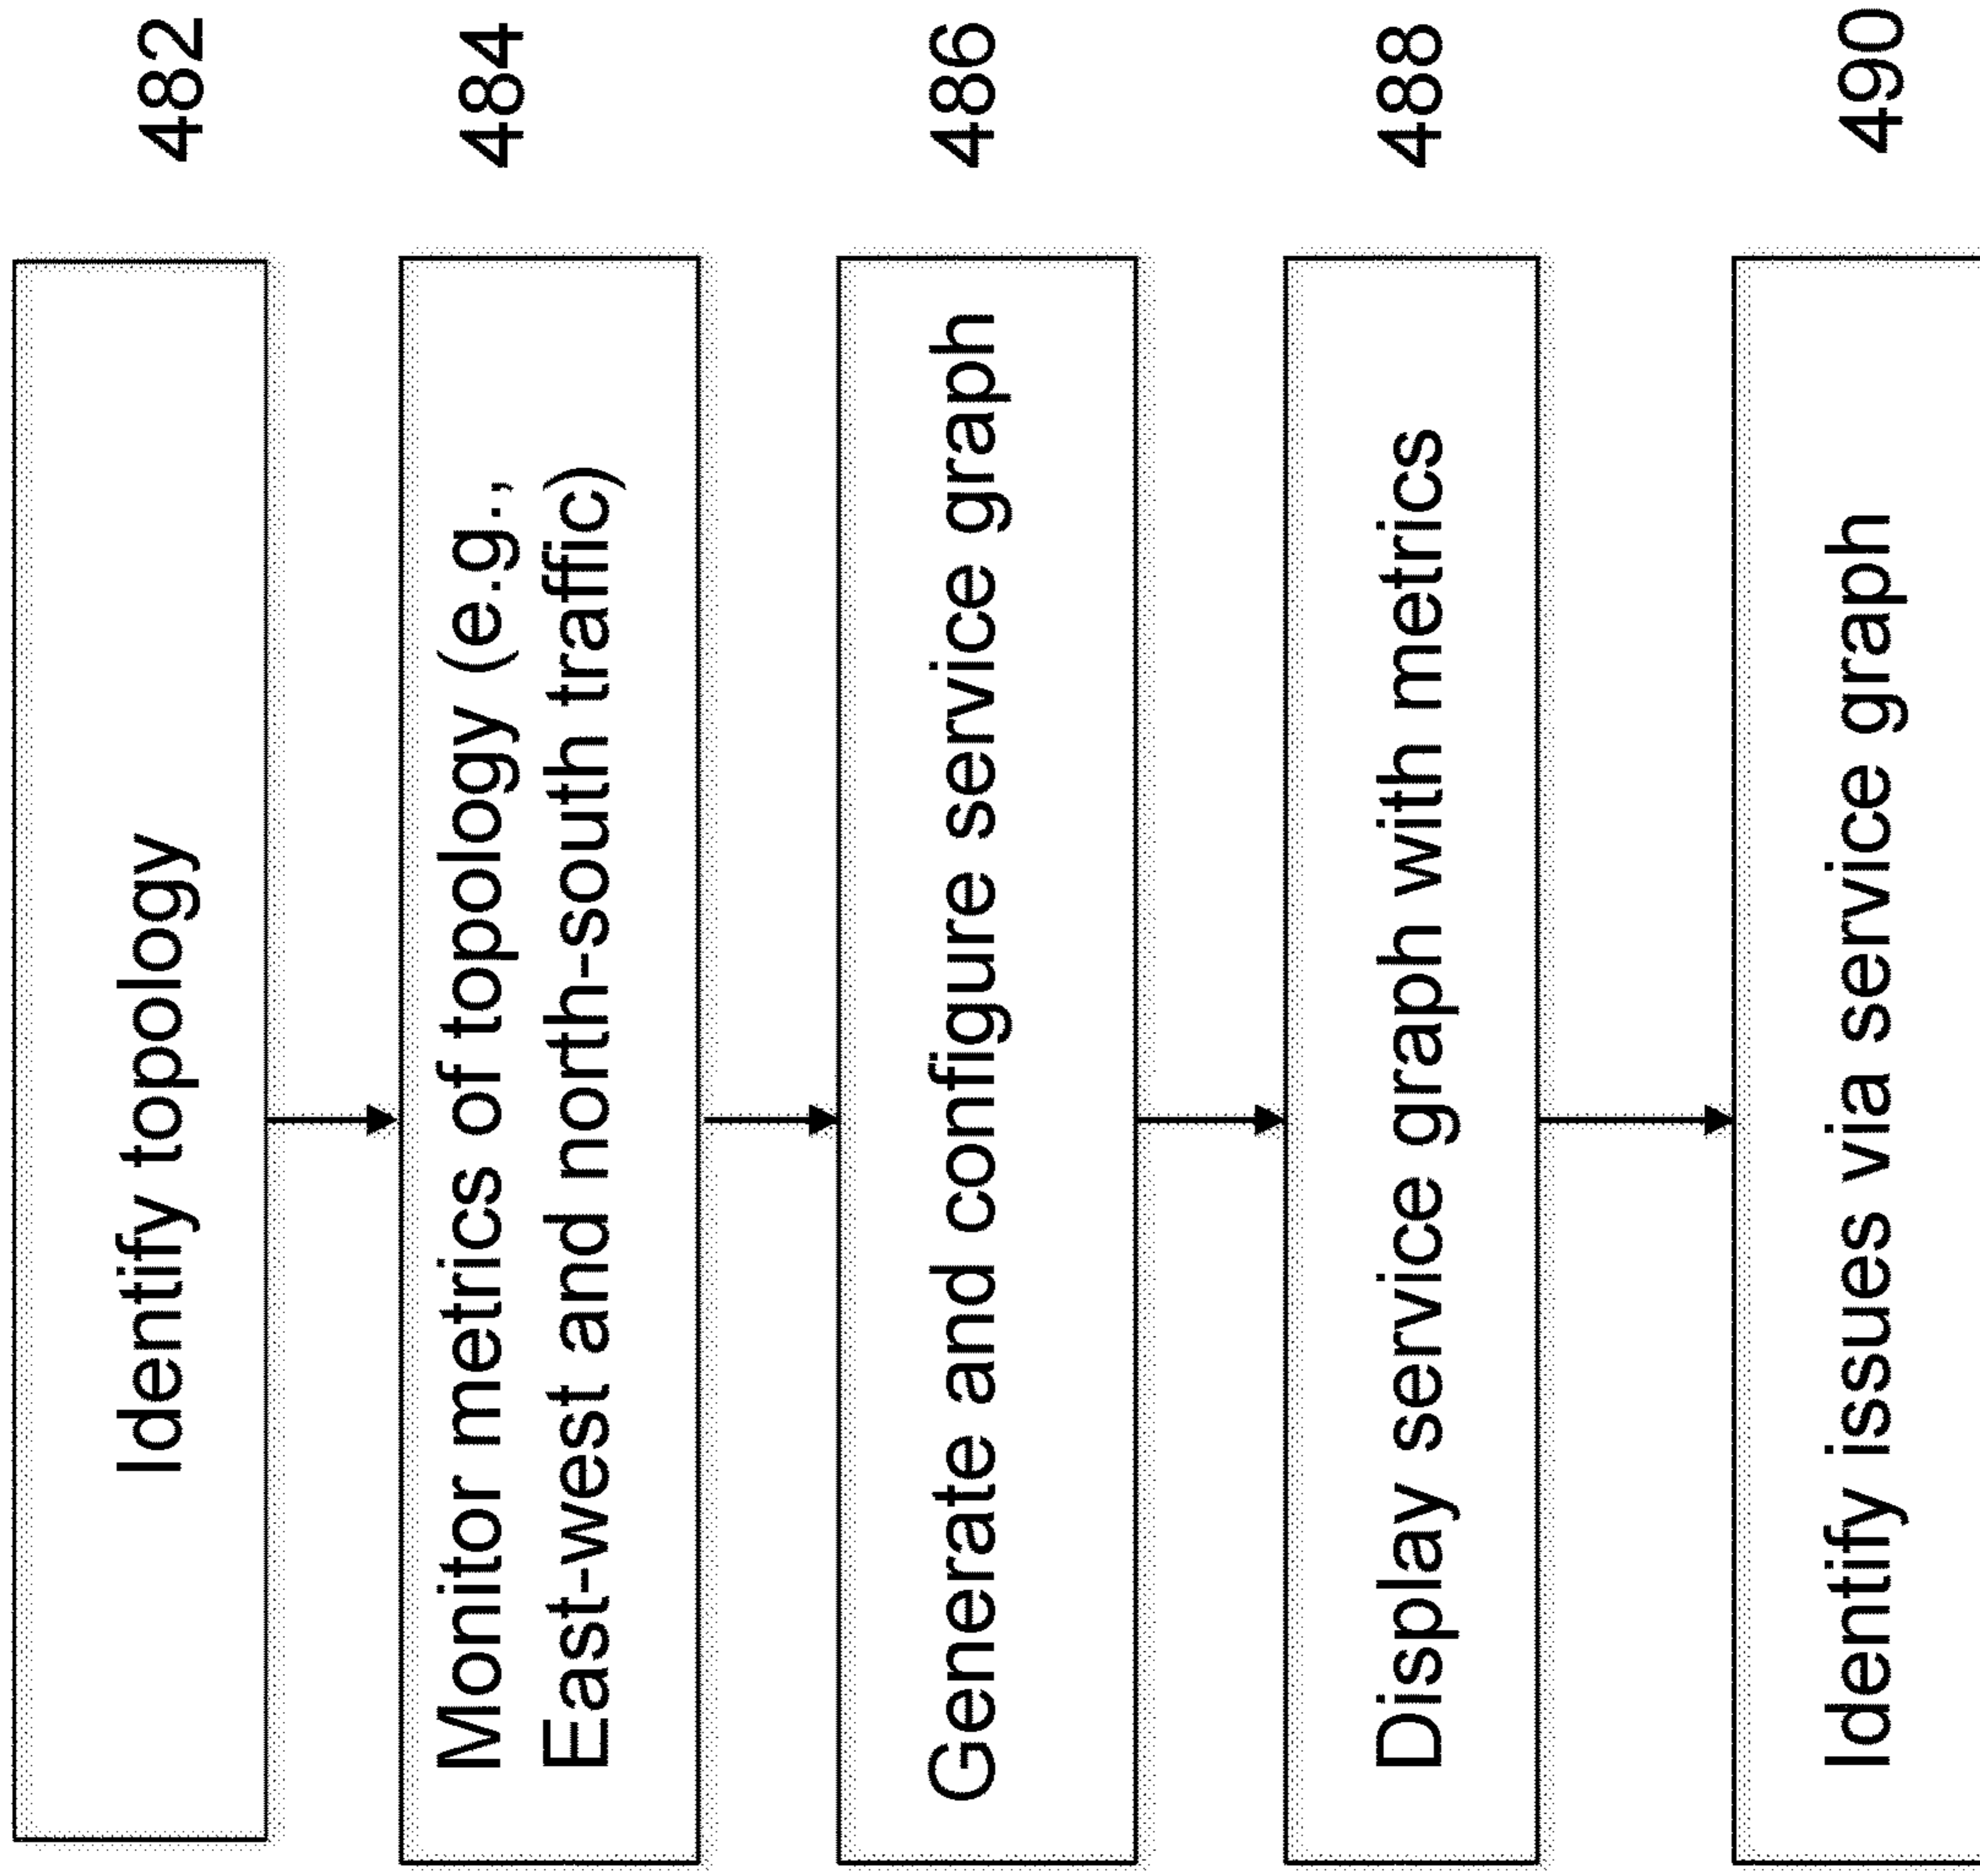 Identify topology
482
Monitor metrics of topology (e.g.,
East-west and north-south traffic)
484
Generate and configure service graph
486
Display service graph with metrics
488
Identify issues via service graph
490